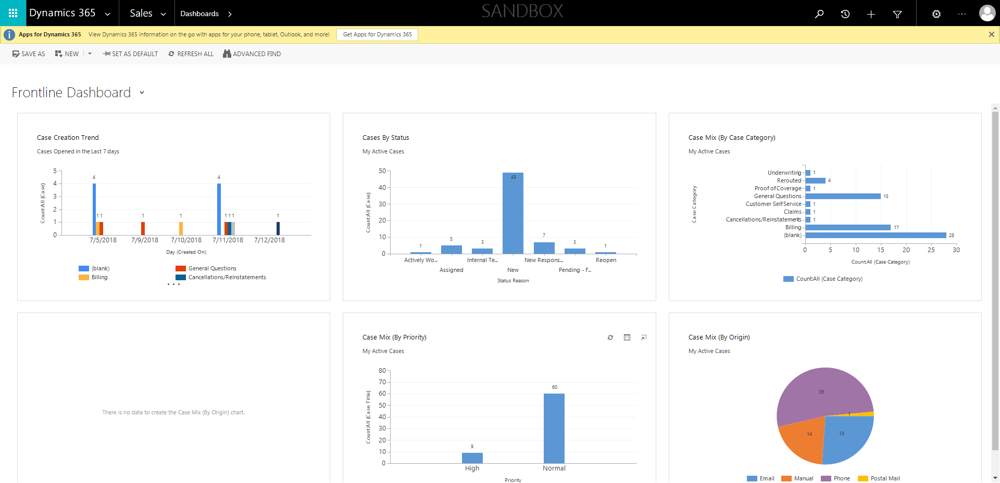 Dynamics 365 Sales Dashboards SANDBOX
Apps for Dynamics 365 View Dynamics 365 information on the go with apps for your phone, tablet, Outlook, and more! Get Apps for Dynamics 365
SAVE AS NEW SET AS DEFAULT REFRESH ALL ADVANCED FIND
Frontline Dashboard
Case Creation Trend
Cases Opened in the Last 7 days
Count:All (Case)
5
4
3
2
1
0
4
1 1
1
1
4
1 1 1
1
7/5/2018 7/9/2018 7/10/2018 7/11/2018 7/12/2018
Day (Created On)
(blank) General Questions
Billing Cancellations/Reinstatements
...
Cases By Status
My Active Cases
Count:All (Case)
50
40
30
20
10
0
1 5 3 49 7 3 1
Actively Wo... Internal Te... New Respons... Reopen
Assigned New Pending - F...
Status Reason
Case Mix (By Case Category)
My Active Cases
Case Category
Underwriting 1
Rerouted 4
Proof of Coverage 1
General Questions 15
Customer Self Service 1
Claims 1
Cancellations/Reinstatements 1
Billing 17
(blank) 28
0 5 10 15 20 25 30
Count:All (Case Category)
Count:All (Case Category)
There is no data to create the Case Mix (By Origin) chart.
Case Mix (By Priority)
My Active Cases
Count:All (Case Title)
80
70
60
50
40
30
20
10
0
9 60
High Normal
Priority
Case Mix (By Origin)
My Active Cases
36
1
14 18
Email Manual Phone Postal Mail